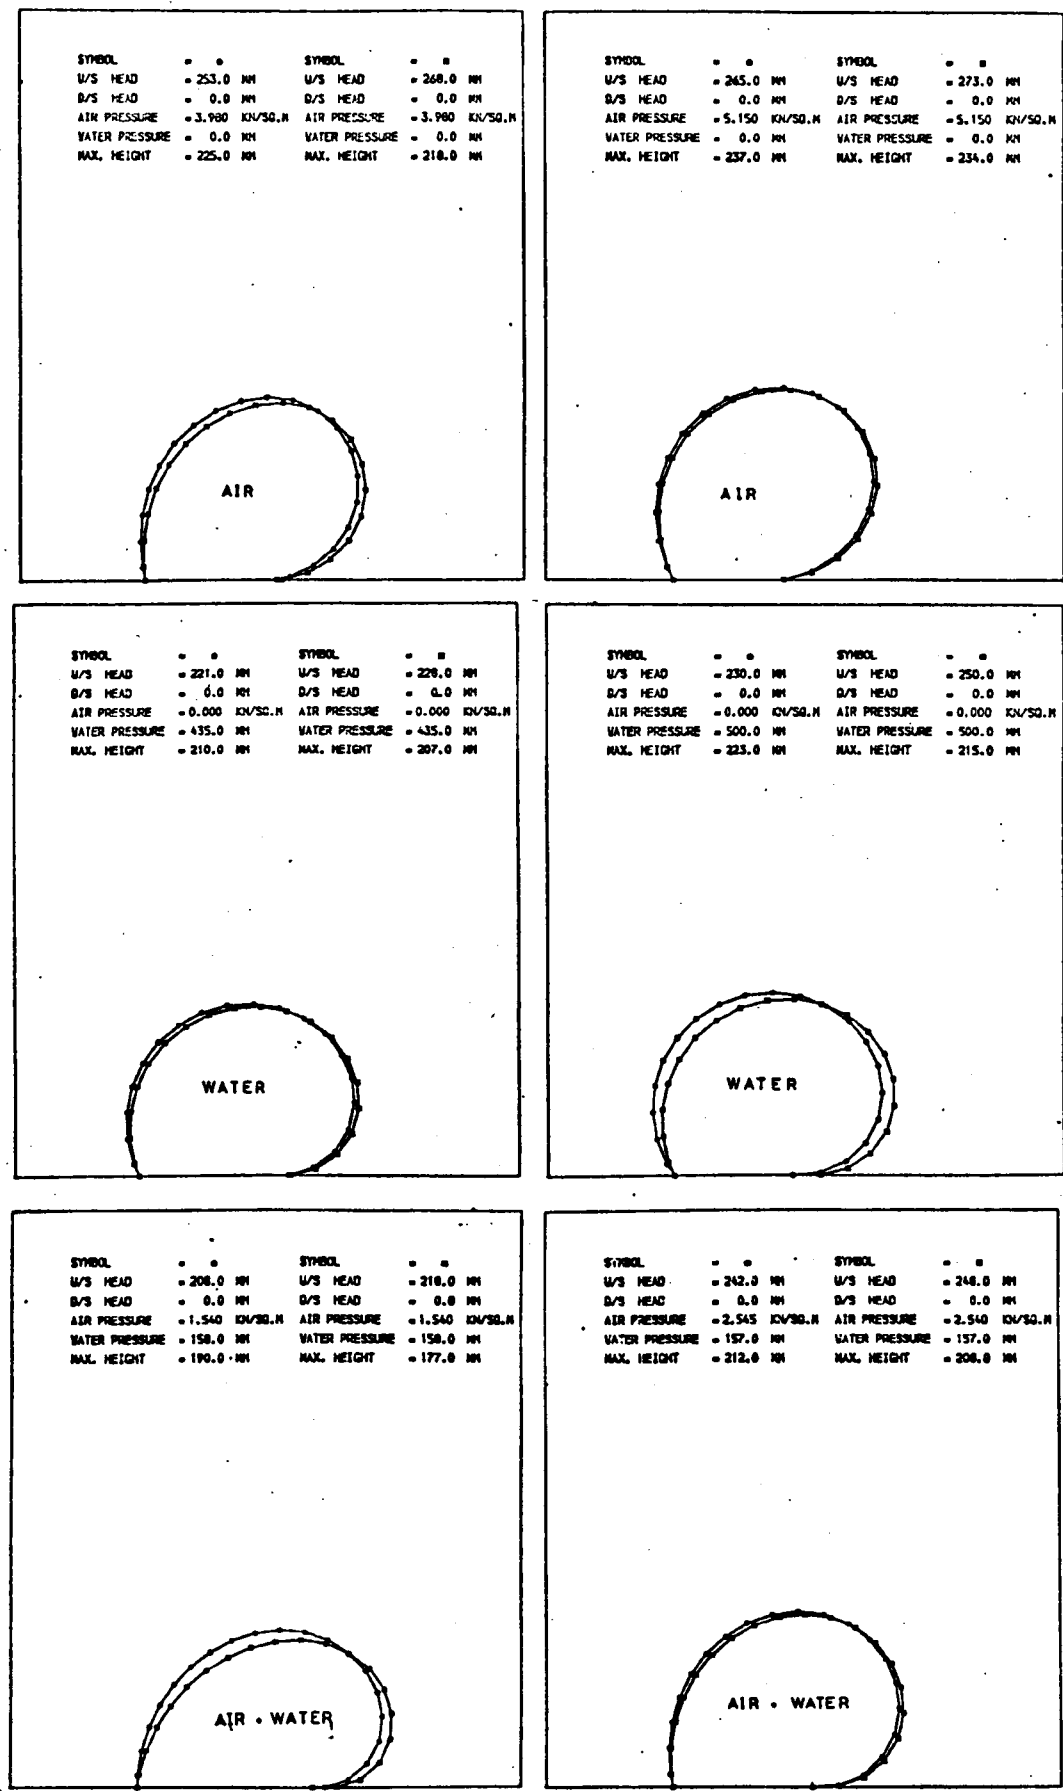 SYMBOL = • SYMBOL = ■
U/S HEAD = 253.0 MM U/S HEAD = 268.0 MM
D/S HEAD = 0.0 MM D/S HEAD = 0.0 MM
AIR PRESSURE = 3.980 KN/SQ.M AIR PRESSURE = 3.980 KN/SQ.M
WATER PRESSURE = 0.0 MM WATER PRESSURE = 0.0 MM
MAX. HEIGHT = 225.0 MM MAX. HEIGHT = 218.0 MM
AIR
SYMBOL = • SYMBOL = ■
U/S HEAD = 265.0 MM U/S HEAD = 273.0 MM
D/S HEAD = 0.0 MM D/S HEAD = 0.0 MM
AIR PRESSURE = 5.150 KN/SQ.M AIR PRESSURE = 5.150 KN/SQ.M
WATER PRESSURE = 0.0 MM WATER PRESSURE = 0.0 MM
MAX. HEIGHT = 237.0 MM MAX. HEIGHT = 234.0 MM
AIR
SYMBOL = • SYMBOL = ■
U/S HEAD = 221.0 MM U/S HEAD = 228.0 MM
D/S HEAD = 0.0 MM D/S HEAD = 0.0 MM
AIR PRESSURE = 0.000 KN/SQ.M AIR PRESSURE = 0.000 KN/SQ.M
WATER PRESSURE = 435.0 MM WATER PRESSURE = 435.0 MM
MAX. HEIGHT = 210.0 MM MAX. HEIGHT = 207.0 MM
WATER
SYMBOL = • SYMBOL = ■
U/S HEAD = 230.0 MM U/S HEAD = 250.0 MM
D/S HEAD = 0.0 MM D/S HEAD = 0.0 MM
AIR PRESSURE = 0.000 KN/SQ.M AIR PRESSURE = 0.000 KN/SQ.M
WATER PRESSURE = 500.0 MM WATER PRESSURE = 500.0 MM
MAX. HEIGHT = 223.0 MM MAX. HEIGHT = 215.0 MM
WATER
SYMBOL = • SYMBOL = ■
U/S HEAD = 208.0 MM U/S HEAD = 218.0 MM
D/S HEAD = 0.0 MM D/S HEAD = 0.0 MM
AIR PRESSURE = 1.540 KN/SQ.M AIR PRESSURE = 1.540 KN/SQ.M
WATER PRESSURE = 158.0 MM WATER PRESSURE = 158.0 MM
MAX. HEIGHT = 190.0 MM MAX. HEIGHT = 177.0 MM
AIR + WATER
SYMBOL = • SYMBOL = ■
U/S HEAD = 242.0 MM U/S HEAD = 248.0 MM
D/S HEAD = 0.0 MM D/S HEAD = 0.0 MM
AIR PRESSURE = 2.545 KN/SQ.M AIR PRESSURE = 2.540 KN/SQ.M
WATER PRESSURE = 157.0 MM WATER PRESSURE = 157.0 MM
MAX. HEIGHT = 212.0 MM MAX. HEIGHT = 208.0 MM
AIR + WATER